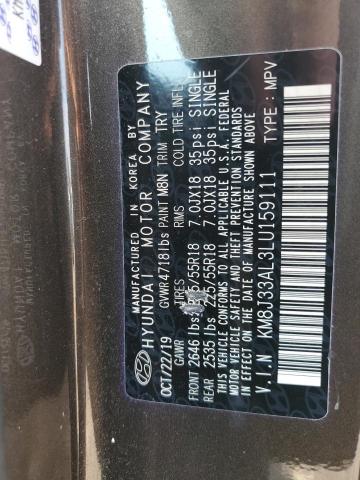 MANUFACTURED IN KOREA BY
HYUNDAI MOTOR COMPANY
OCT/22/19 GVWR 4718lbs PAINT M8N TRIM TRY
GAWR TIRES RIMS COLD TIRE INFL.
FRONT 2646 lbs 225/55R18 7.0JX18 35psi SINGLE
REAR 2535 lbs 225/55R18 7.0JX18 35psi SINGLE
THIS VEHICLE CONFORMS TO ALL APPLICABLE U.S.A. FEDERAL
MOTOR VEHICLE SAFETY, BUMPER, AND THEFT PREVENTION STANDARDS
IN EFFECT ON THE DATE OF MANUFACTURE SHOWN ABOVE.
V.I.N KM8J33AL3LU159111 TYPE: MPV